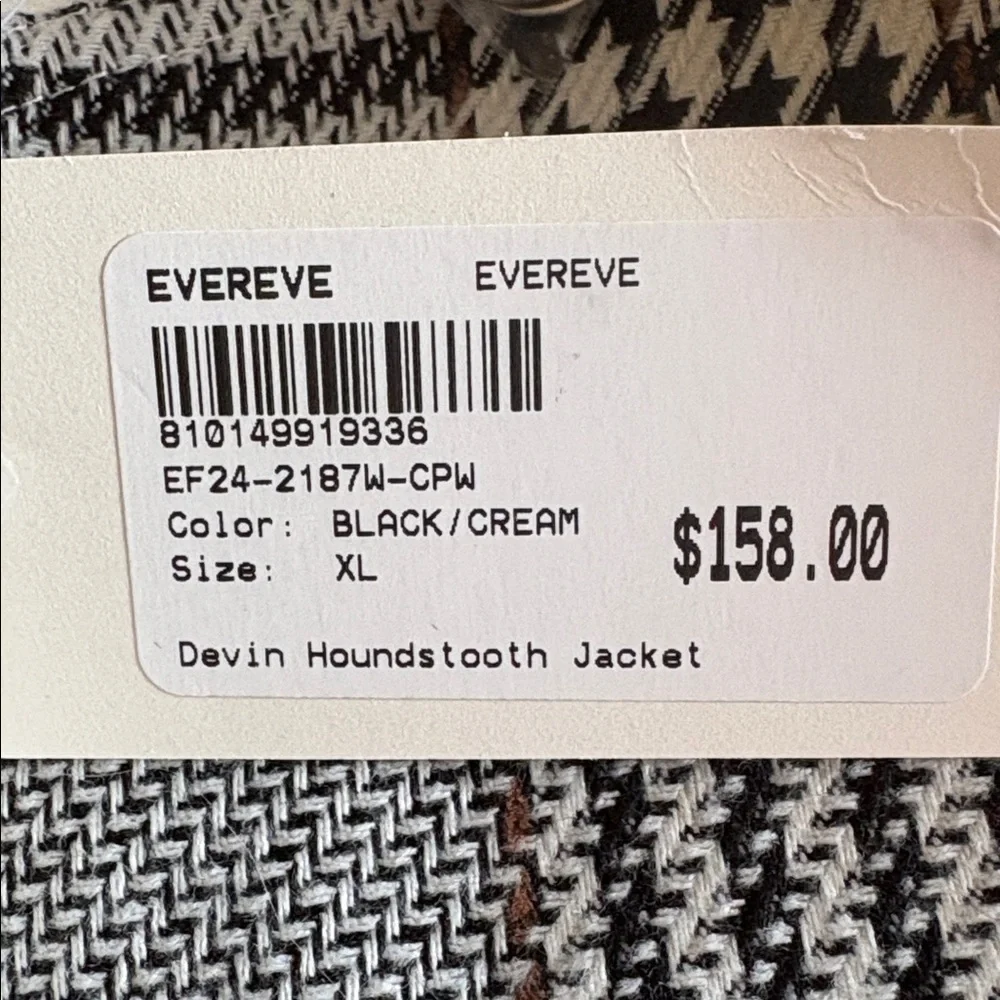 EVEREVE EVEREVE
810149919336
EF24-2187W-CPW
Color: BLACK/CREAM
Size: XL
$158.00
Devin Houndstooth Jacket